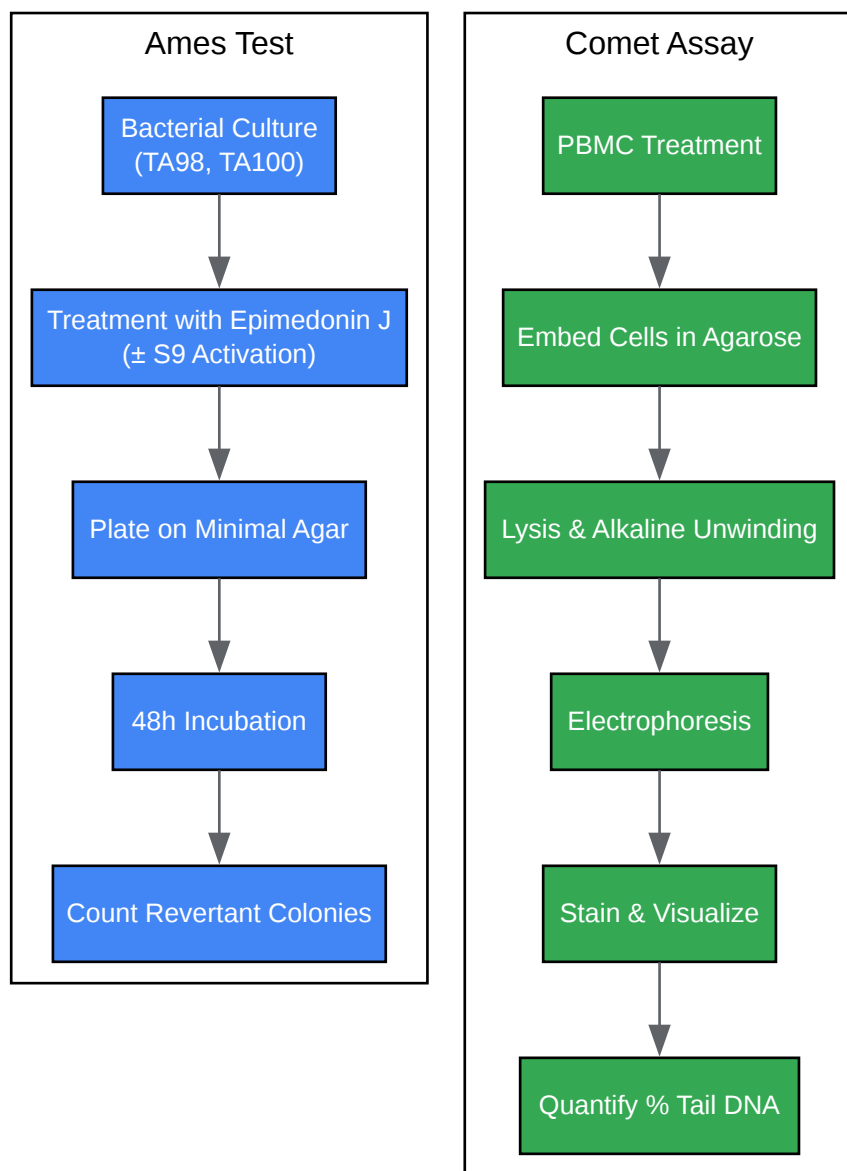 Ames Test
Bacterial Culture
(TA98, TA100)
Treatment with Epimedonin J
(± S9 Activation)
Plate on Minimal Agar
48h Incubation
Count Revertant Colonies
Comet Assay
PBMC Treatment
Embed Cells in Agarose
Lysis & Alkaline Unwinding
Electrophoresis
Stain & Visualize
Quantify % Tail DNA